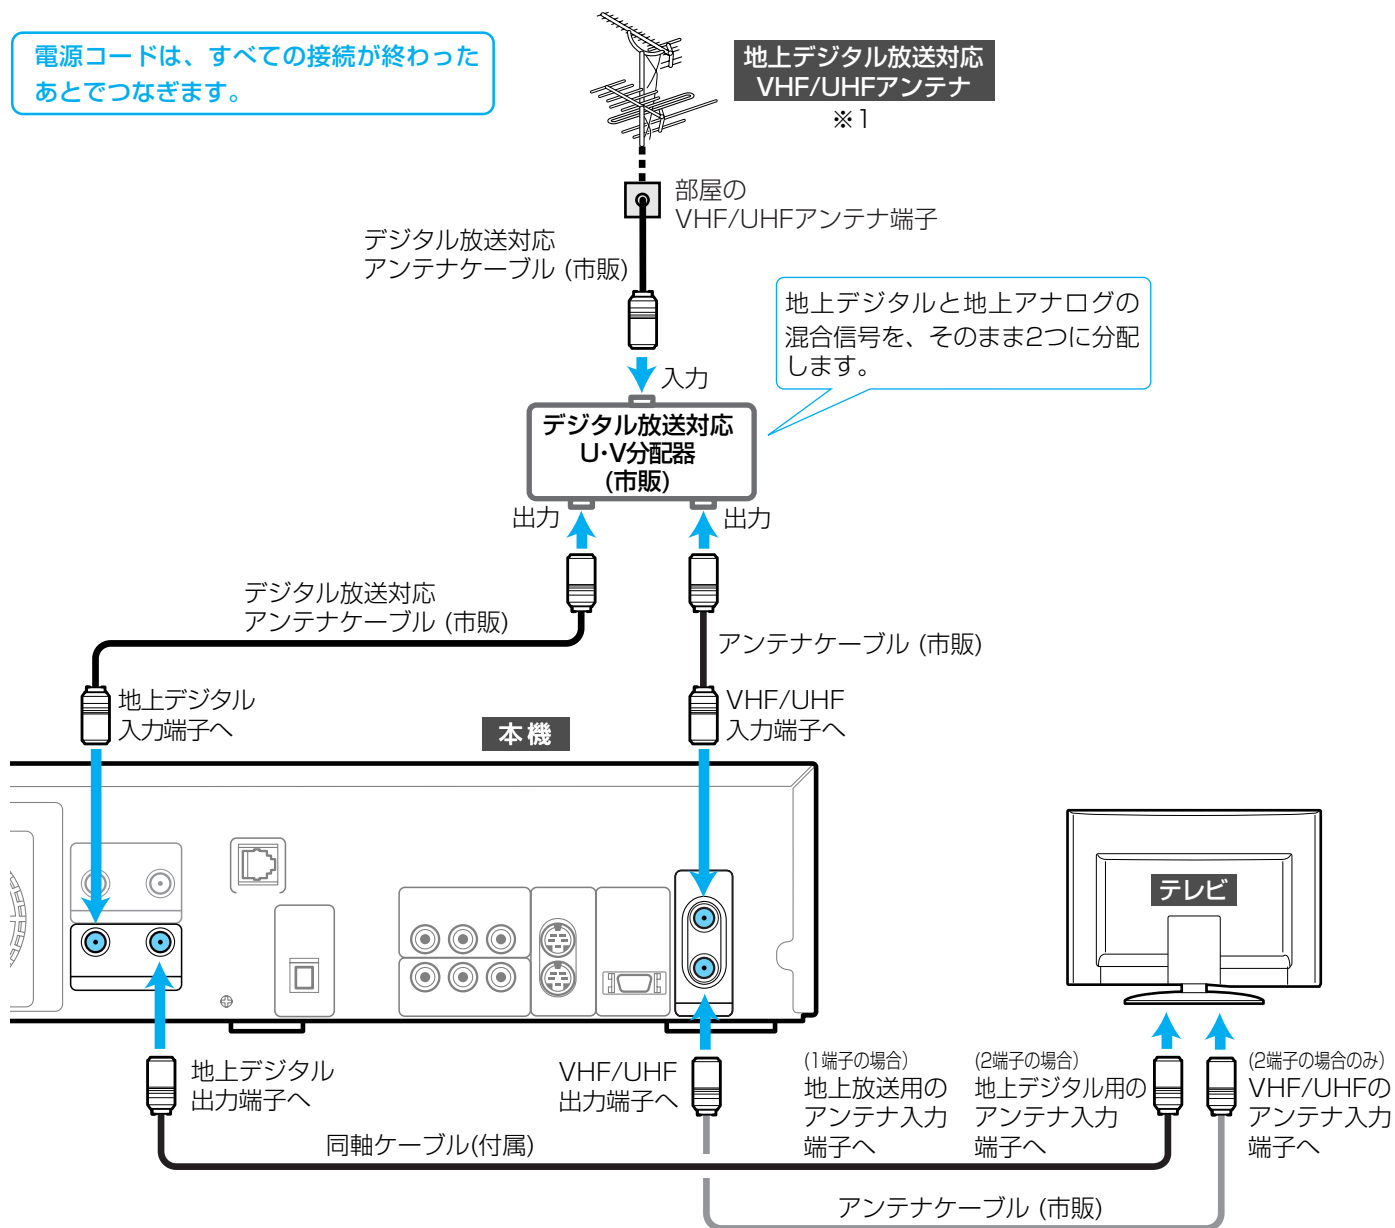 電源コードは、すべての接続が終わった
あとでつなぎます。
地上デジタル放送対応
VHF/UHFアンテナ
※1
部屋の
VHF/UHFアンテナ端子
デジタル放送対応
アンテナケーブル (市販)
地上デジタルと地上アナログの
混合信号を、そのまま2つに分配
します。
入力
デジタル放送対応
U･V分配器
(市販)
出力
出力
デジタル放送対応
アンテナケーブル (市販)
アンテナケーブル (市販)
地上デジタル
入力端子へ
VHF/UHF
入力端子へ
本機
テレビ
地上デジタル
出力端子へ
VHF/UHF
出力端子へ
(1端子の場合)
地上放送用の
アンテナ入力
端子へ
(2端子の場合)
地上デジタル用の
アンテナ入力
端子へ
(2端子の場合のみ)
VHF/UHFの
アンテナ入力
端子へ
同軸ケーブル(付属)
アンテナケーブル (市販)